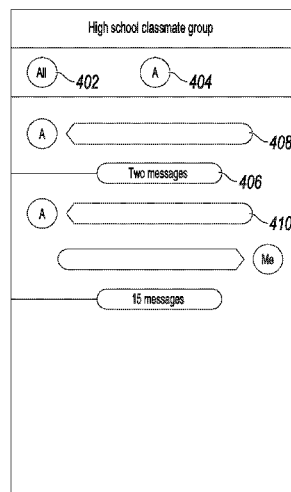 High school classmate group
All 402 A 404
A 408
Two messages 406
A 410
Me
15 messages